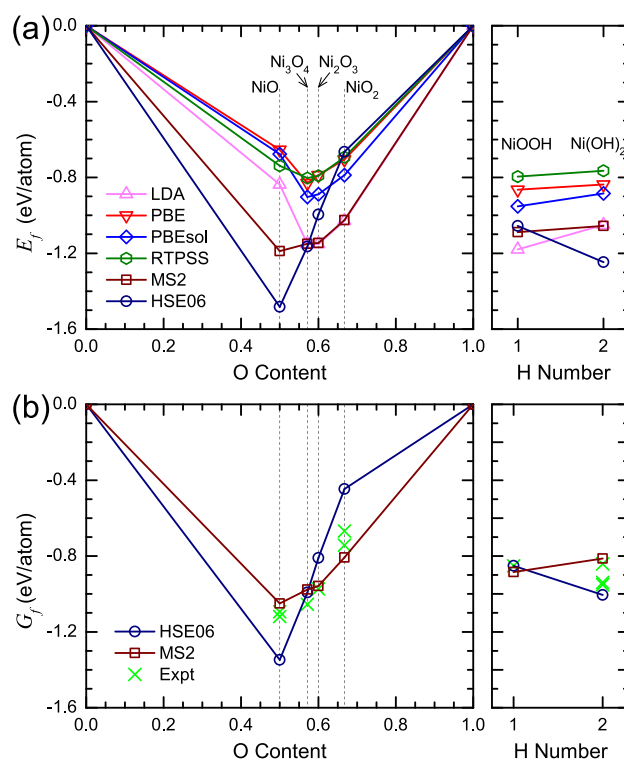 (a)
0.0
-0.4
-0.8
-1.2
-1.6
E_f (eV/atom)
NiO
Ni₃O₄
Ni₂O₃
NiO₂
LDA
PBE
PBEsol
RTPSS
MS2
HSE06
0.0 0.2 0.4 0.6 0.8 1.0
O Content
NiOOH Ni(OH)₂
1 2
H Number
(b)
0.0
-0.4
-0.8
-1.2
-1.6
G_f (eV/atom)
HSE06
MS2
Expt
0.0 0.2 0.4 0.6 0.8 1.0
O Content
1 2
H Number